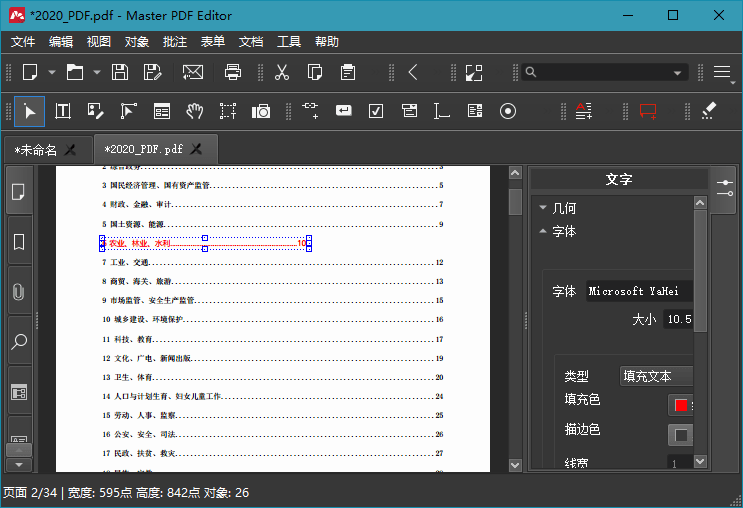 *2020_PDF.pdf - Master PDF Editor
文件 编辑 视图 对象 批注 表单 文档 工具 帮助
*未命名
*2020_PDF.pdf
3 国民经济管理、国有资产监管 5
4 财政、金融、审计 7
5 国土资源、能源 9
农业、林业、水利 10
7 工业、交通 12
8 商贸、海关、旅游 13
9 市场监管、安全生产监管 15
10 城乡建设、环境保护 16
11 科技、教育 17
12 文化、广电、新闻出版 19
13 卫生、体育 20
14 人口与计划生育、妇女儿童工作 24
15 劳动、人事、监察 25
16 公安、安全、司法 26
17 民政、扶贫、救灾 27
文字
几何
字体
字体 Microsoft YaHei
大小 10.5
类型 填充文本
填充色
描边色
线宽 1
页面 2/34 | 宽度: 595点 高度: 842点 对象: 26